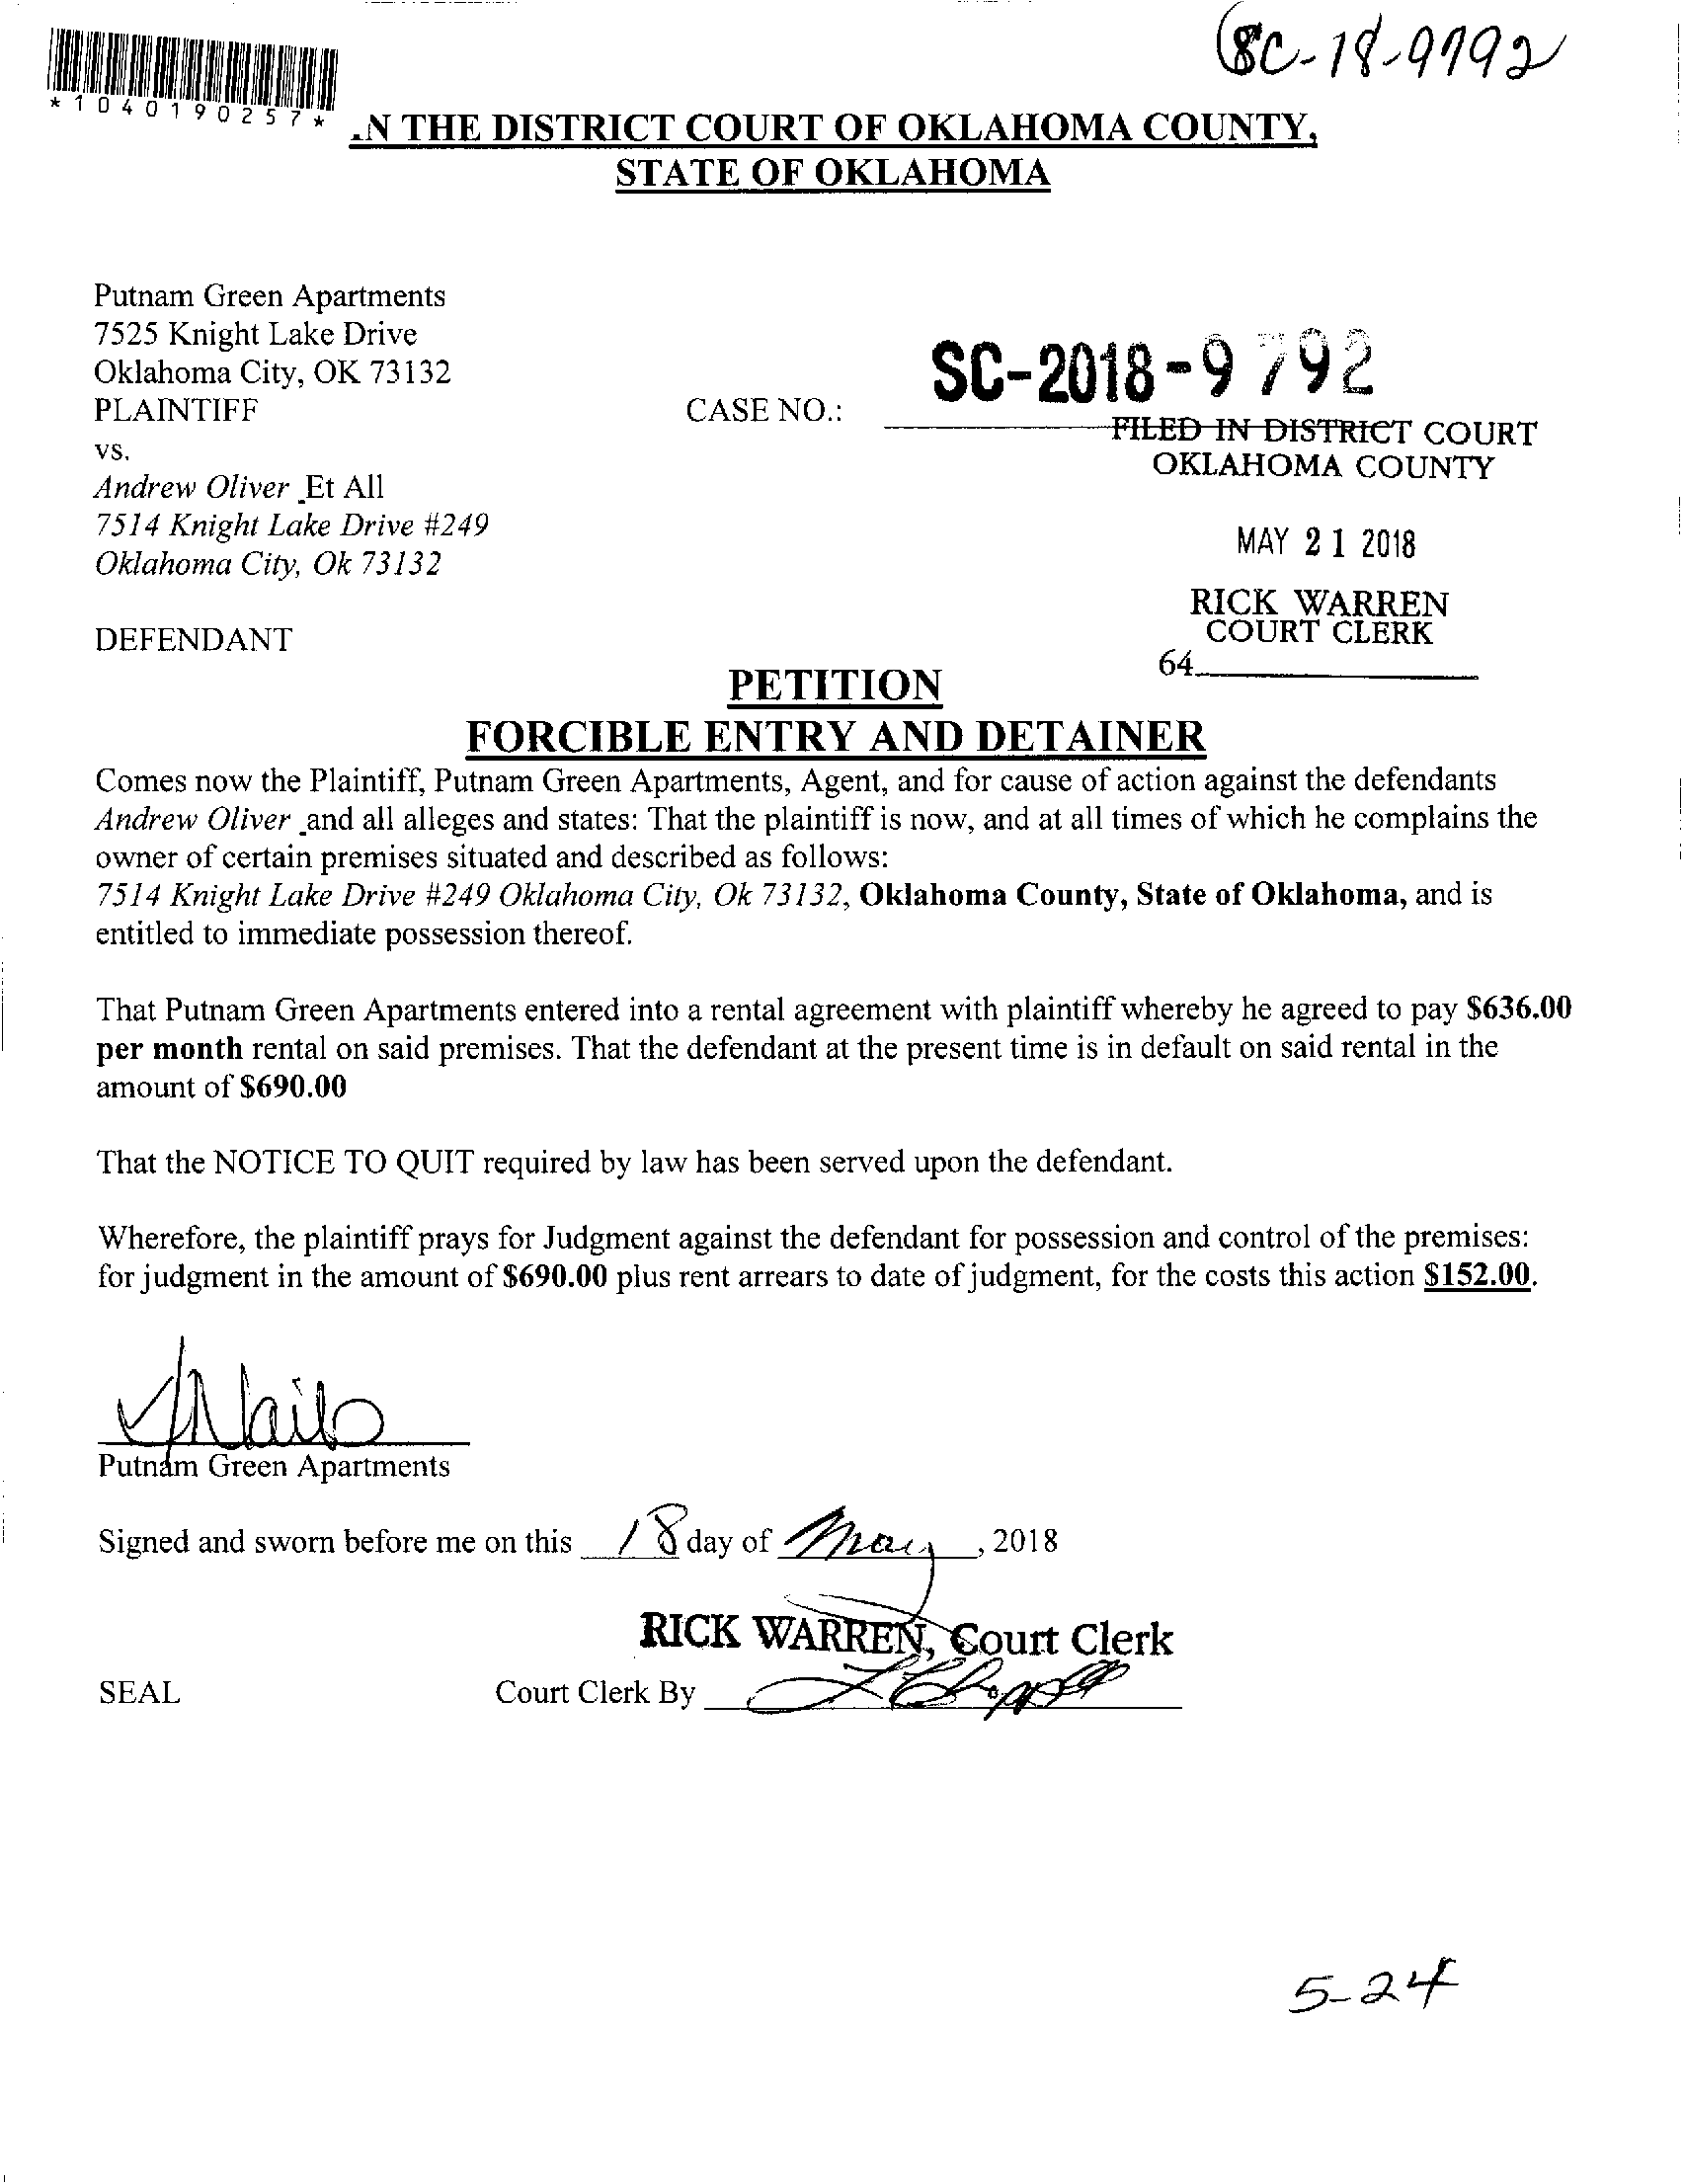 SC-18-9792
*1040190257*
.N THE DISTRICT COURT OF OKLAHOMA COUNTY,
STATE OF OKLAHOMA
Putnam Green Apartments
7525 Knight Lake Drive
Oklahoma City, OK 73132
PLAINTIFF
CASE NO.: SC-2018-9792
vs.
FILED IN DISTRICT COURT
OKLAHOMA COUNTY
Andrew Oliver Et All
7514 Knight Lake Drive #249
Oklahoma City, Ok 73132
MAY 21 2018
RICK WARREN
COURT CLERK
DEFENDANT
64
PETITION
FORCIBLE ENTRY AND DETAINER
Comes now the Plaintiff, Putnam Green Apartments, Agent, and for cause of action against the defendants
Andrew Oliver and all alleges and states: That the plaintiff is now, and at all times of which he complains the
owner of certain premises situated and described as follows:
7514 Knight Lake Drive #249 Oklahoma City, Ok 73132, Oklahoma County, State of Oklahoma, and is
entitled to immediate possession thereof.
That Putnam Green Apartments entered into a rental agreement with plaintiff whereby he agreed to pay $636.00
per month rental on said premises. That the defendant at the present time is in default on said rental in the
amount of $690.00
That the NOTICE TO QUIT required by law has been served upon the defendant.
Wherefore, the plaintiff prays for Judgment against the defendant for possession and control of the premises:
for judgment in the amount of $690.00 plus rent arrears to date of judgment, for the costs this action $152.00.
Putnam Green Apartments
Signed and sworn before me on this 18 day of May, 2018
RICK WARREN, Court Clerk
SEAL
Court Clerk By
5-24